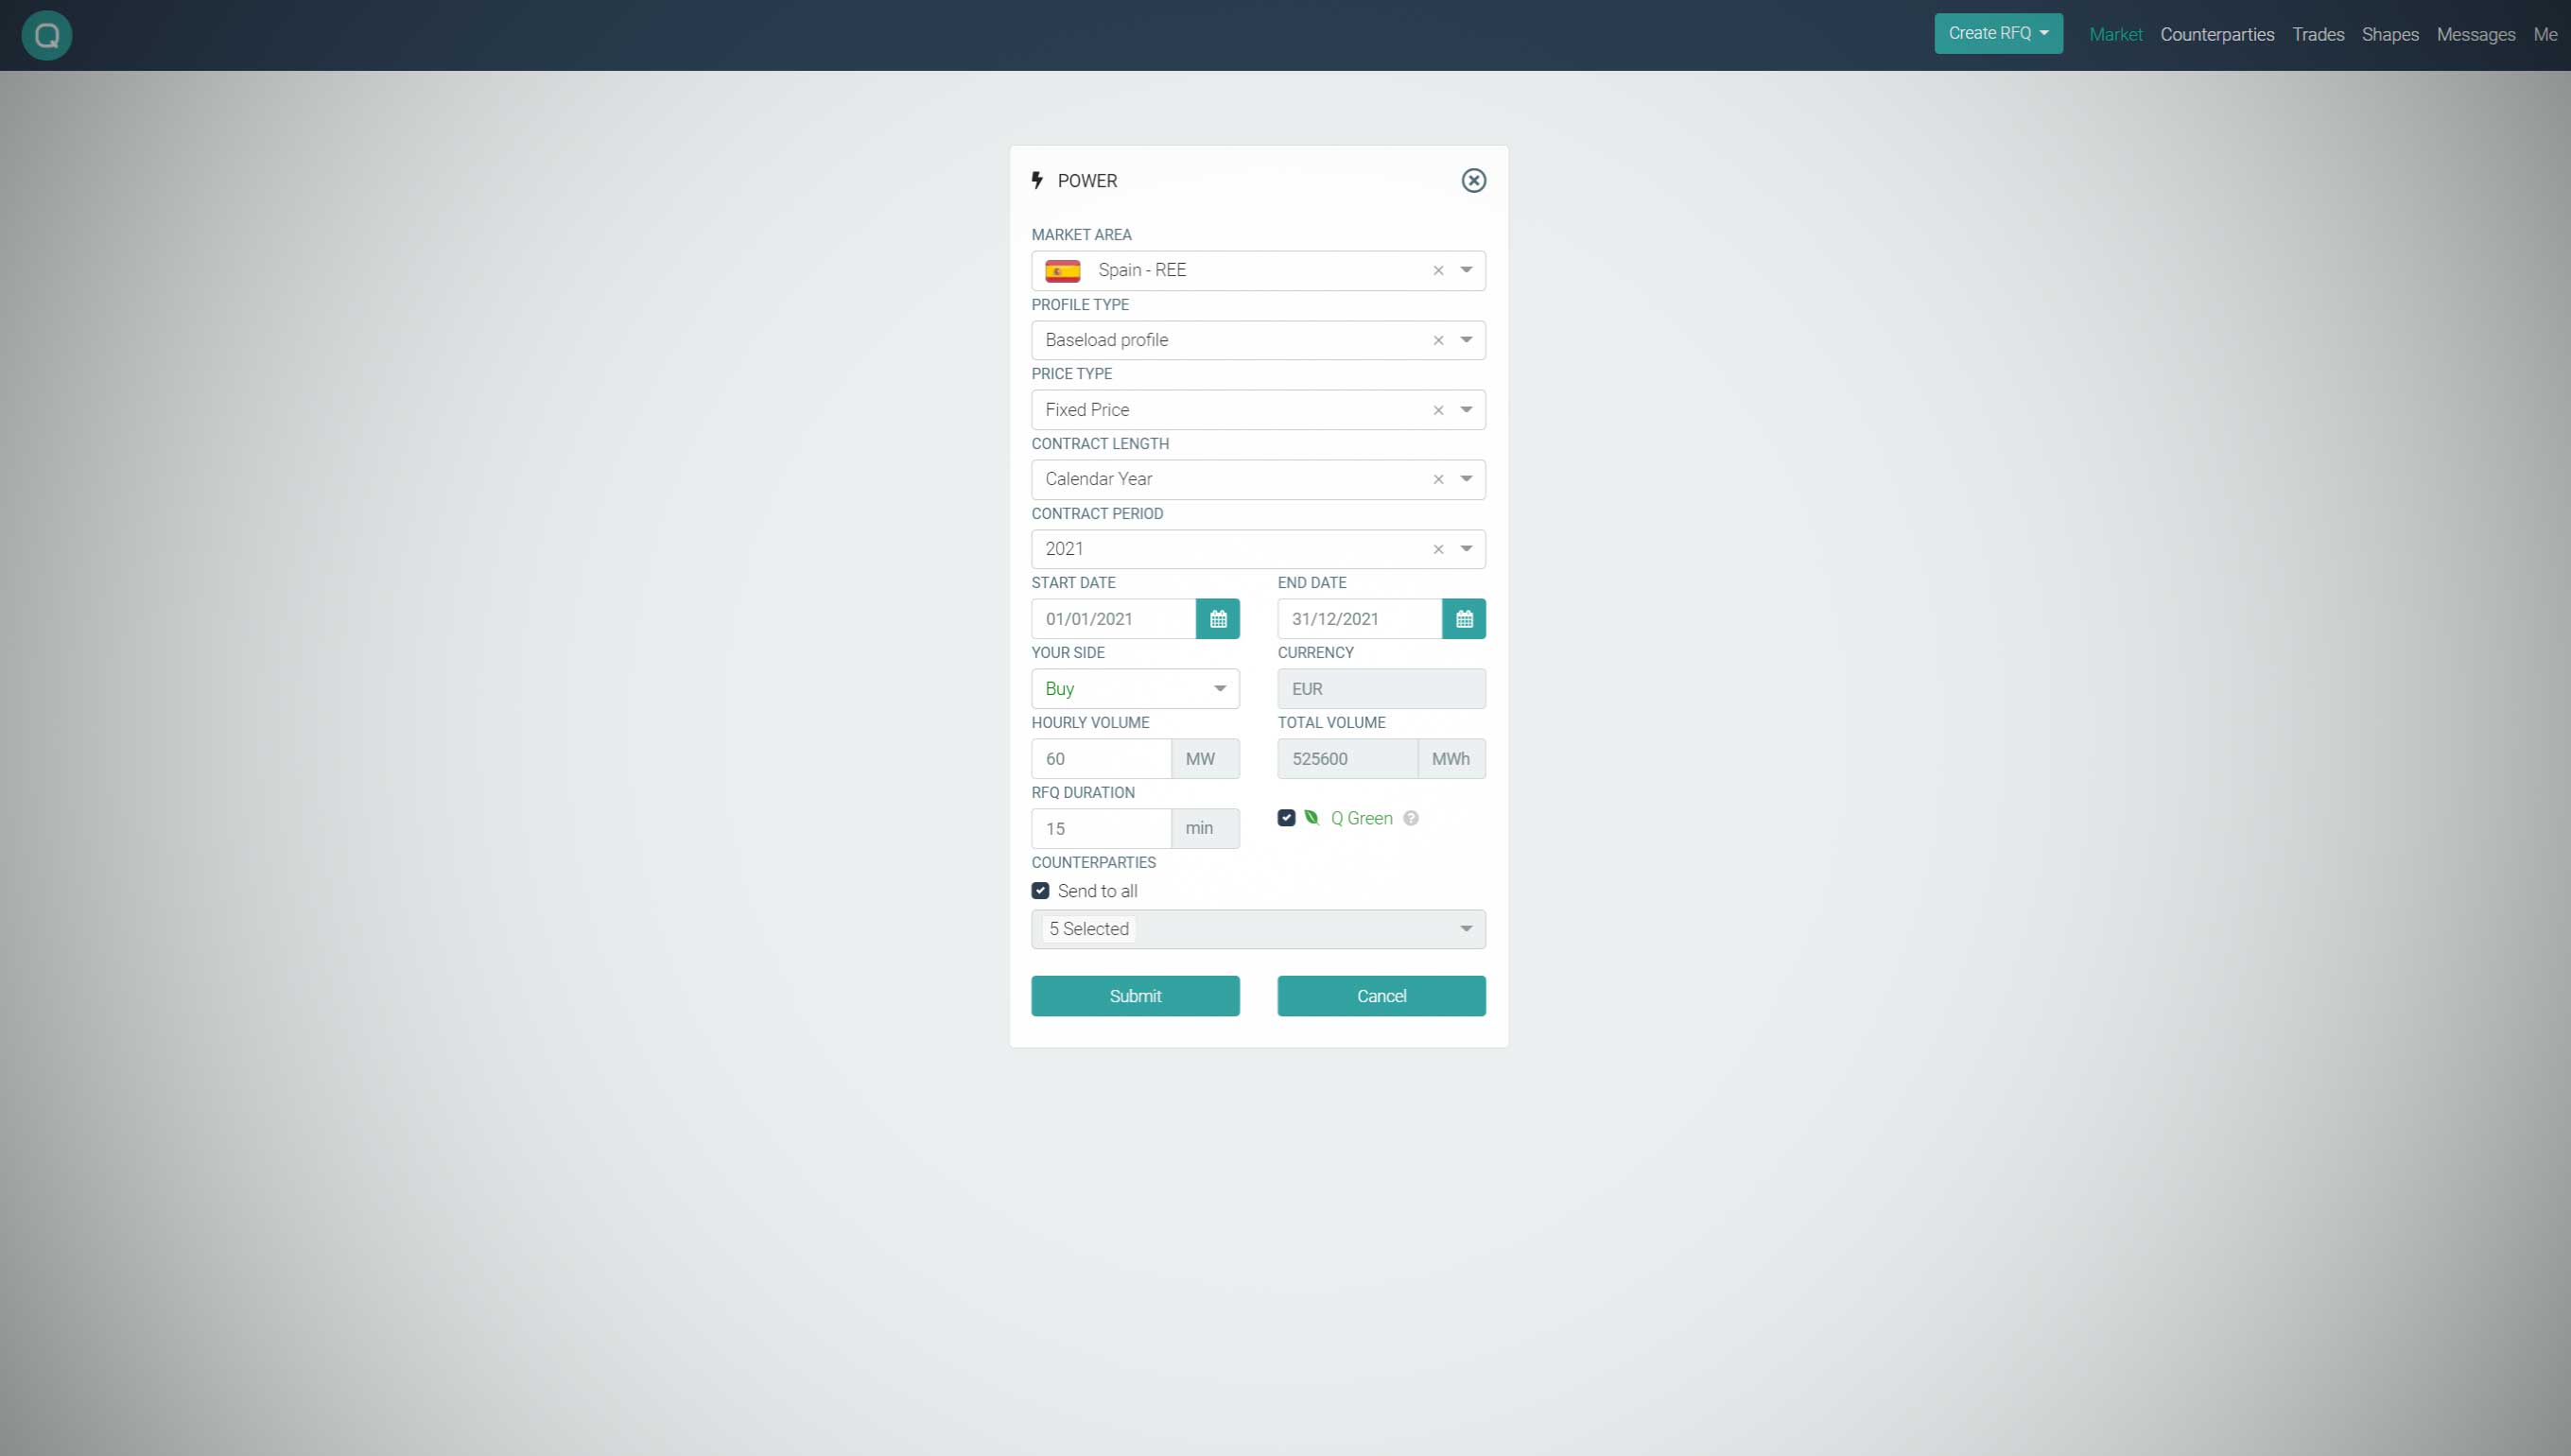 Q Create RFQ Market Counterparties Trades Shapes Messages Me
POWER
MARKET AREA
Spain - REE
PROFILE TYPE
Baseload profile
PRICE TYPE
Fixed Price
CONTRACT LENGTH
Calendar Year
CONTRACT PERIOD
2021
START DATE END DATE
01/01/2021 31/12/2021
YOUR SIDE CURRENCY
Buy EUR
HOURLY VOLUME TOTAL VOLUME
60 MW 525600 MWh
RFQ DURATION
15 min Q Green ?
COUNTERPARTIES
Send to all
5 Selected
Submit Cancel